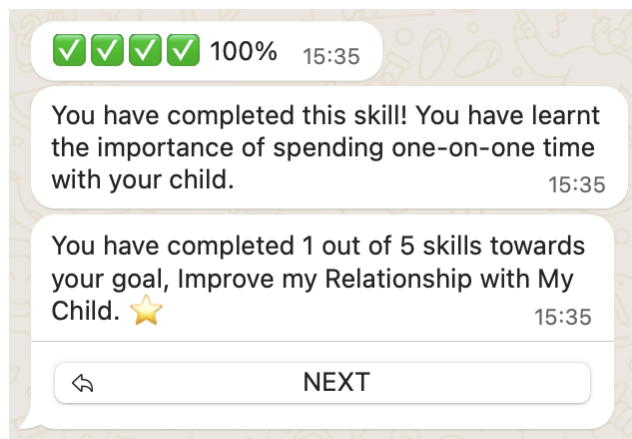 ✅✅✅✅ 100% 15:35
You have completed this skill! You have learnt
the importance of spending one-on-one time
with your child. 15:35
You have completed 1 out of 5 skills towards
your goal, Improve my Relationship with My
Child. ⭐ 15:35
NEXT